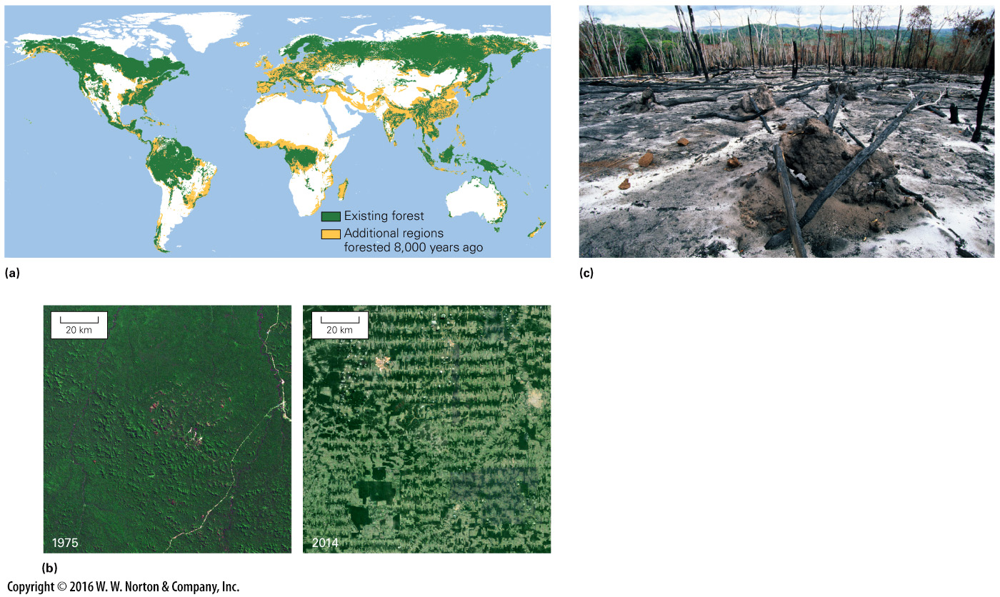 Existing forest
Additional regions
forested 8,000 years ago
(a)
(c)
20 km
20 km
1975
2014
(b)
Copyright © 2016 W. W. Norton & Company, Inc.